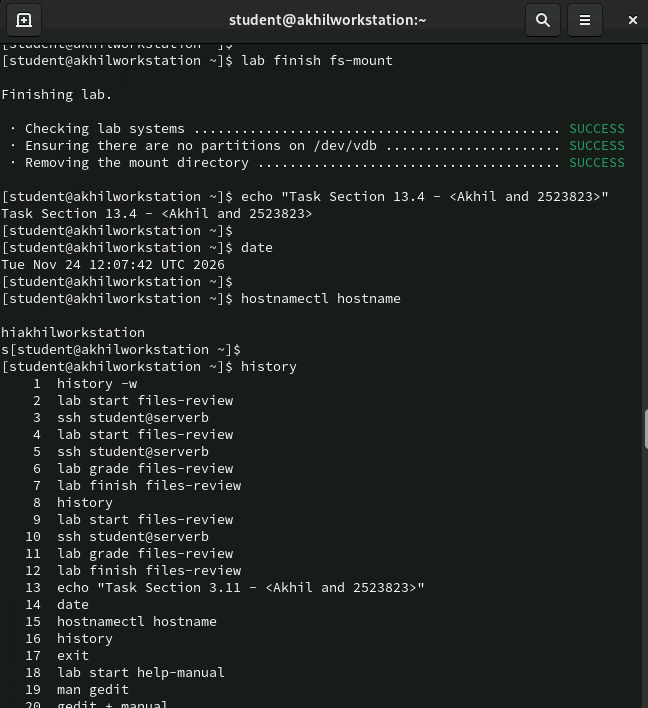 student@akhilworkstation:~
[student@akhilworkstation ~]$
[student@akhilworkstation ~]$ lab finish fs-mount
Finishing lab.
· Checking lab systems ............................................. SUCCESS
· Ensuring there are no partitions on /dev/vdb ..................... SUCCESS
· Removing the mount directory ..................................... SUCCESS
[student@akhilworkstation ~]$ echo "Task Section 13.4 – <Akhil and 2523823>"
Task Section 13.4 – <Akhil and 2523823>
[student@akhilworkstation ~]$
[student@akhilworkstation ~]$ date
Tue Nov 24 12:07:42 UTC 2026
[student@akhilworkstation ~]$
[student@akhilworkstation ~]$ hostnamectl hostname
hiakhilworkstation
s[student@akhilworkstation ~]$
[student@akhilworkstation ~]$ history
1 history -w
2 lab start files-review
3 ssh student@serverb
4 lab start files-review
5 ssh student@serverb
6 lab grade files-review
7 lab finish files-review
8 history
9 lab start files-review
10 ssh student@serverb
11 lab grade files-review
12 lab finish files-review
13 echo "Task Section 3.11 – <Akhil and 2523823>"
14 date
15 hostnamectl hostname
16 history
17 exit
18 lab start help-manual
19 man gedit
20 gedit + manual